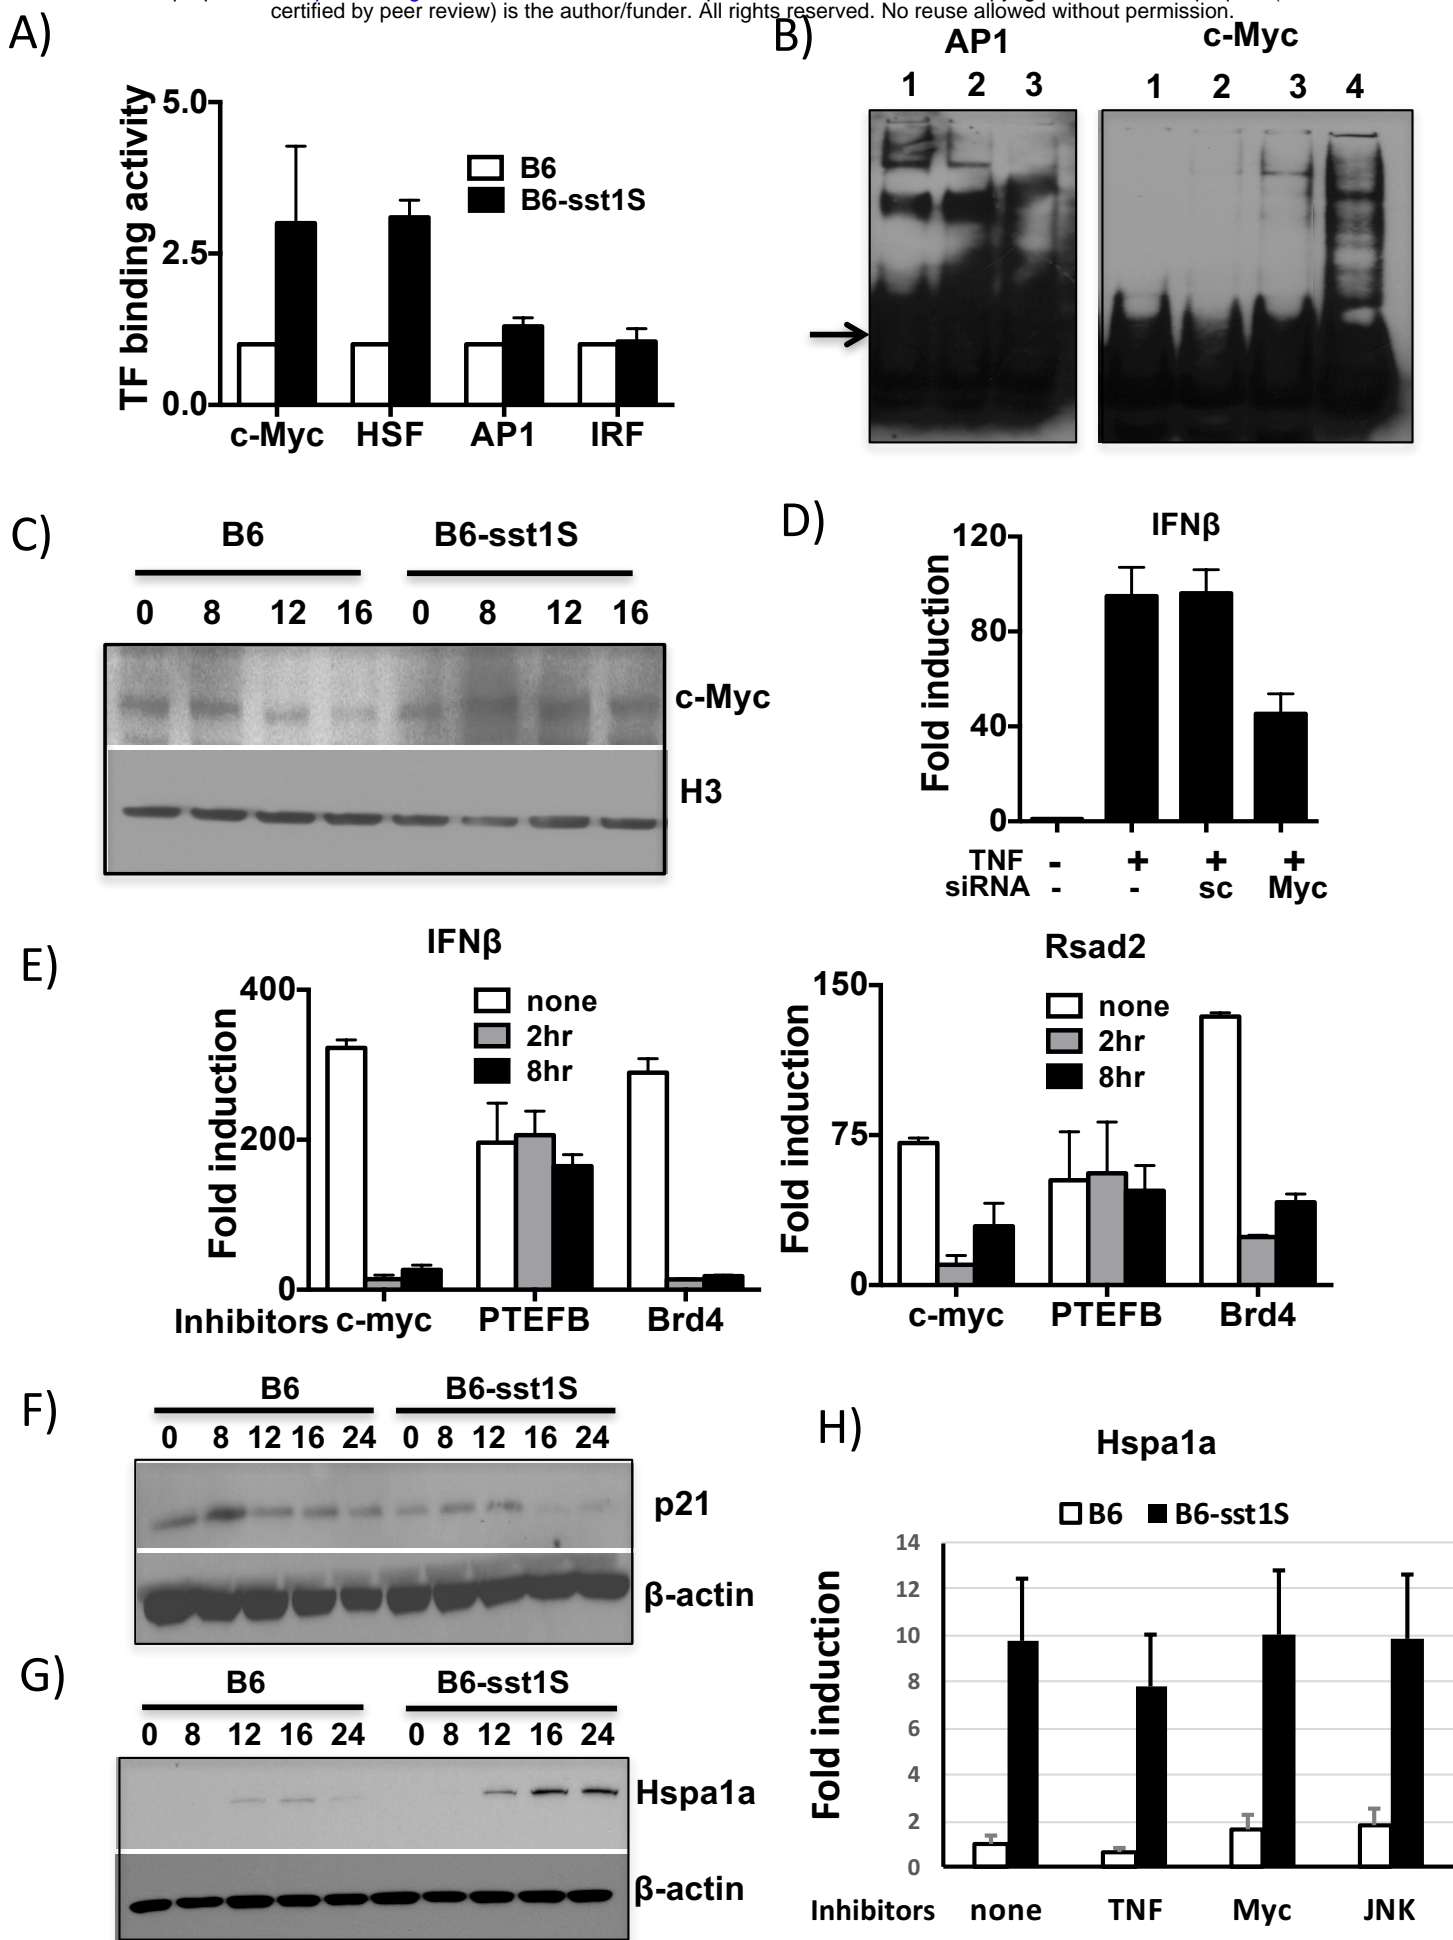 certified by peer review) is the author/funder. All rights reserved. No reuse allowed without permission.
A)
5.0
2.5
0.0
TF binding activity
B6
B6-sst1S
c-Myc HSF AP1 IRF
B)
AP1 c-Myc
1 2 3 1 2 3 4
C)
B6 B6-sst1S
0 8 12 16 0 8 12 16
c-Myc
H3
D)
IFNβ
120
80
40
0
Fold induction
TNF - + + +
siRNA - - sc Myc
E)
IFNβ
400
200
0
Fold induction
none
2hr
8hr
Inhibitors c-myc PTEFB Brd4
Rsad2
150
75
0
Fold induction
none
2hr
8hr
c-myc PTEFB Brd4
F)
B6 B6-sst1S
0 8 12 16 24 0 8 12 16 24
p21
β-actin
G)
B6 B6-sst1S
0 8 12 16 24 0 8 12 16 24
Hspa1a
β-actin
H)
Hspa1a
B6 B6-sst1S
14
12
10
8
6
4
2
0
Fold induction
Inhibitors none TNF Myc JNK